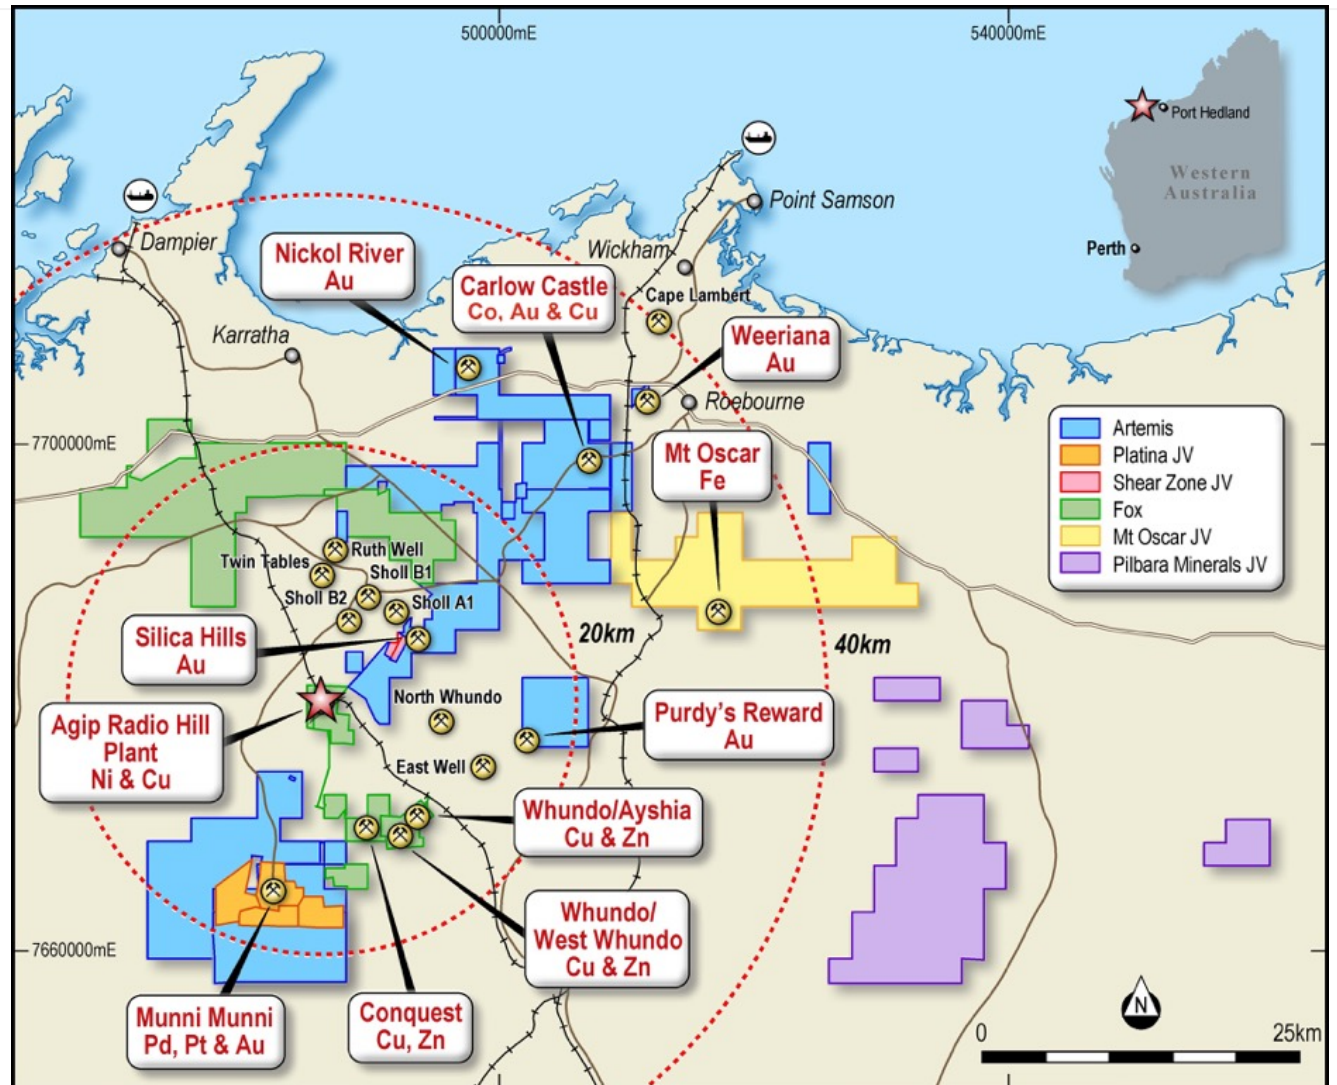 500000mE
540000mE
Port Hedland
Western
Australia
Perth
Point Samson
Dampier
Nickol River
Au
Wickham
Carlow Castle
Co, Au & Cu
Cape Lambert
Karratha
Weeriana
Au
Roebourne
7700000mE
Mt Oscar
Fe
Artemis
Platina JV
Shear Zone JV
Fox
Mt Oscar JV
Pilbara Minerals JV
Ruth Well
Twin Tables
Sholl B1
Sholl B2
Sholl A1
Silica Hills
Au
20km
40km
North Whundo
Agip Radio Hill
Plant
Ni & Cu
Purdy's Reward
Au
East Well
Whundo/Ayshia
Cu & Zn
Whundo/
West Whundo
Cu & Zn
7660000mE
Munni Munni
Pd, Pt & Au
Conquest
Cu, Zn
N
0
25km